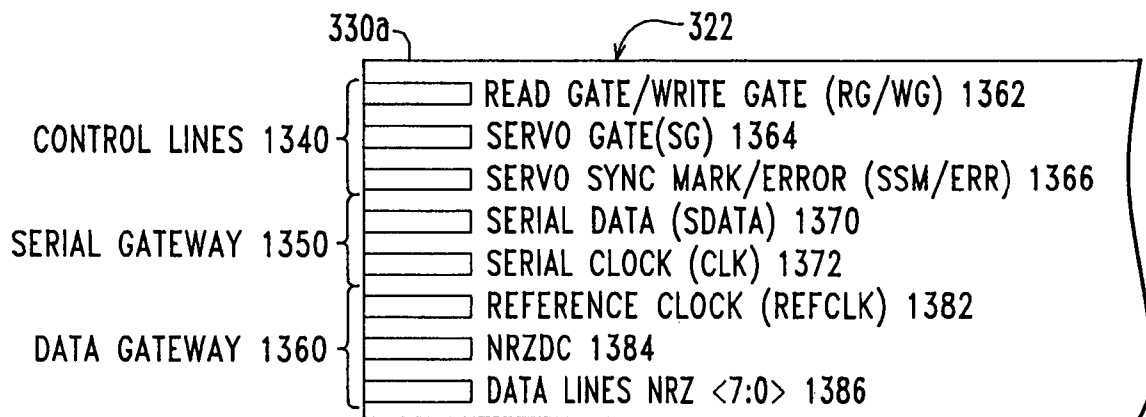 330a 322
READ GATE/WRITE GATE (RG/WG) 1362
CONTROL LINES 1340 SERVO GATE(SG) 1364
SERVO SYNC MARK/ERROR (SSM/ERR) 1366
SERIAL DATA (SDATA) 1370
SERIAL GATEWAY 1350
SERIAL CLOCK (CLK) 1372
REFERENCE CLOCK (REFCLK) 1382
DATA GATEWAY 1360 NRZDC 1384
DATA LINES NRZ <7:0> 1386